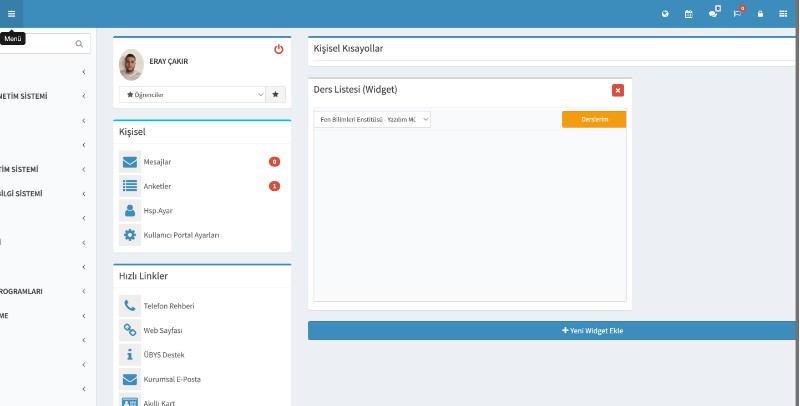 Menü
NETİM SİSTEMİ
TİM SİSTEMİ
BİLGİ SİSTEMİ
İ
ROGRAMLARI
ME
ERAY ÇAKIR
Öğrenciler
Kişisel
Mesajlar
0
Anketler
1
Hsp.Ayar
Kullanıcı Portal Ayarları
Hızlı Linkler
Telefon Rehberi
Web Sayfası
ÜBYS Destek
Kurumsal E-Posta
Akıllı Kart
0
0
Kişisel Kısayollar
Ders Listesi (Widget)
Fen Bilimleri Enstitüsü - Yazılım Mü
Derslerim
Yeni Widget Ekle